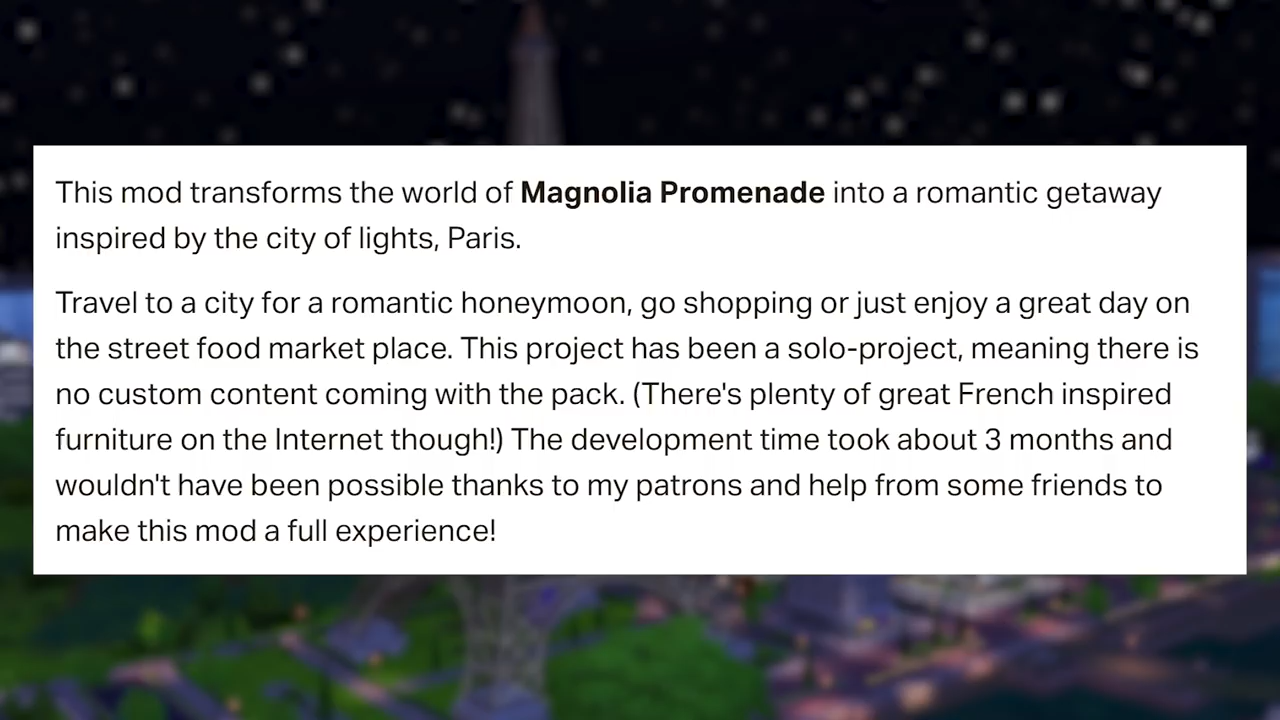 This mod transforms the world of Magnolia Promenade into a romantic getaway
inspired by the city of lights, Paris.
Travel to a city for a romantic honeymoon, go shopping or just enjoy a great day on
the street food market place. This project has been a solo-project, meaning there is
no custom content coming with the pack. (There's plenty of great French inspired
furniture on the Internet though!) The development time took about 3 months and
wouldn't have been possible thanks to my patrons and help from some friends to
make this mod a full experience!